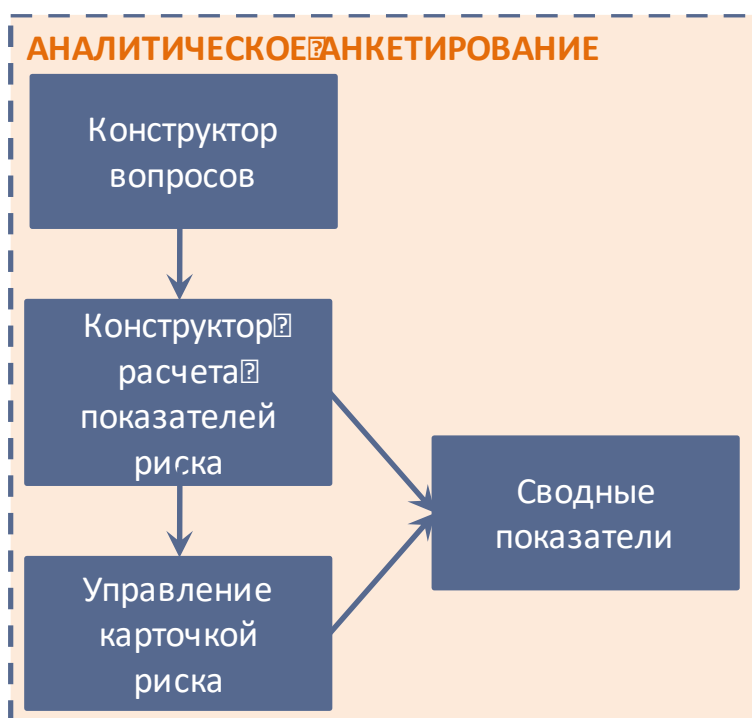 АНАЛИТИЧЕСКОЕ АНКЕТИРОВАНИЕ
Конструктор
вопросов
Конструктор
расчета
показателей
риска
Сводные
показатели
Управление
карточкой
риска